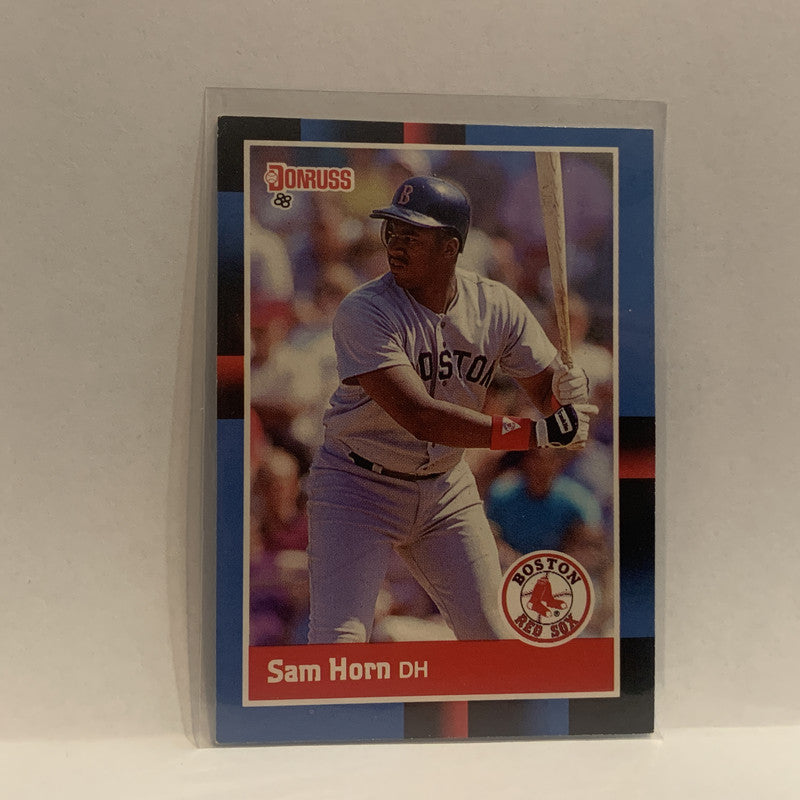 DONRUSS
88
B
BOSTON
BOSTON
RED SOX
Sam Horn DH